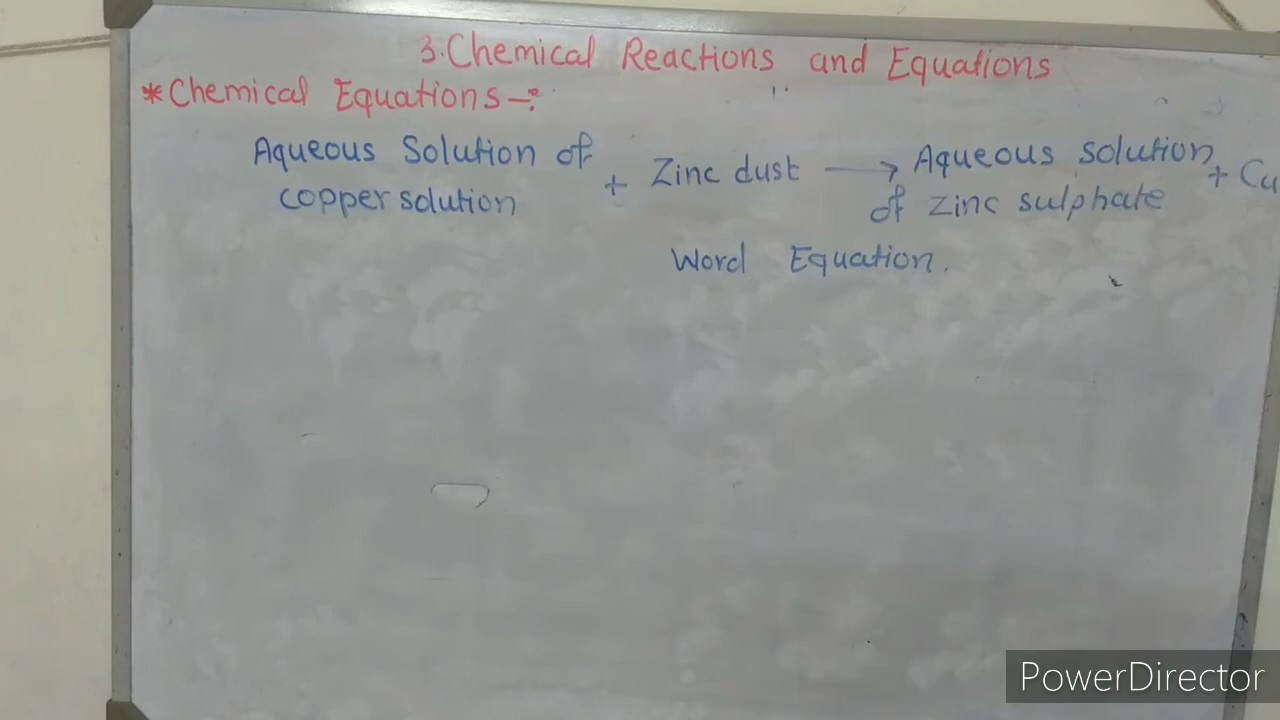 3. Chemical Reactions and Equations
* Chemical Equations -:
Aqueous Solution of
copper solution
+ Zinc dust → Aqueous solution
of zinc sulphate
+ Cu
Word Equation.
PowerDirector